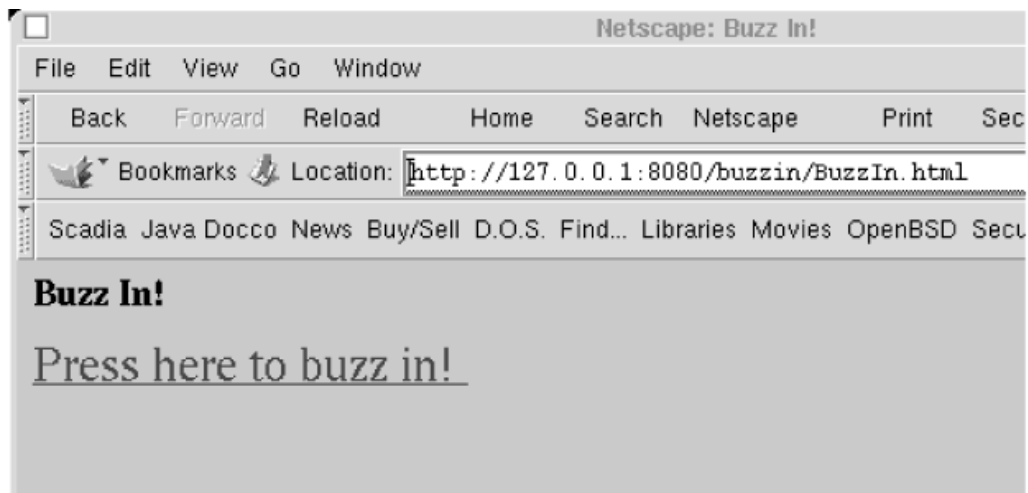 Netscape: Buzz In!
File Edit View Go Window
Back Forward Reload Home Search Netscape Print Sec
Bookmarks Location: http://127.0.0.1:8080/buzzin/BuzzIn.html
Scadia Java Docco News Buy/Sell D.O.S. Find... Libraries Movies OpenBSD Secu
Buzz In!
Press here to buzz in!